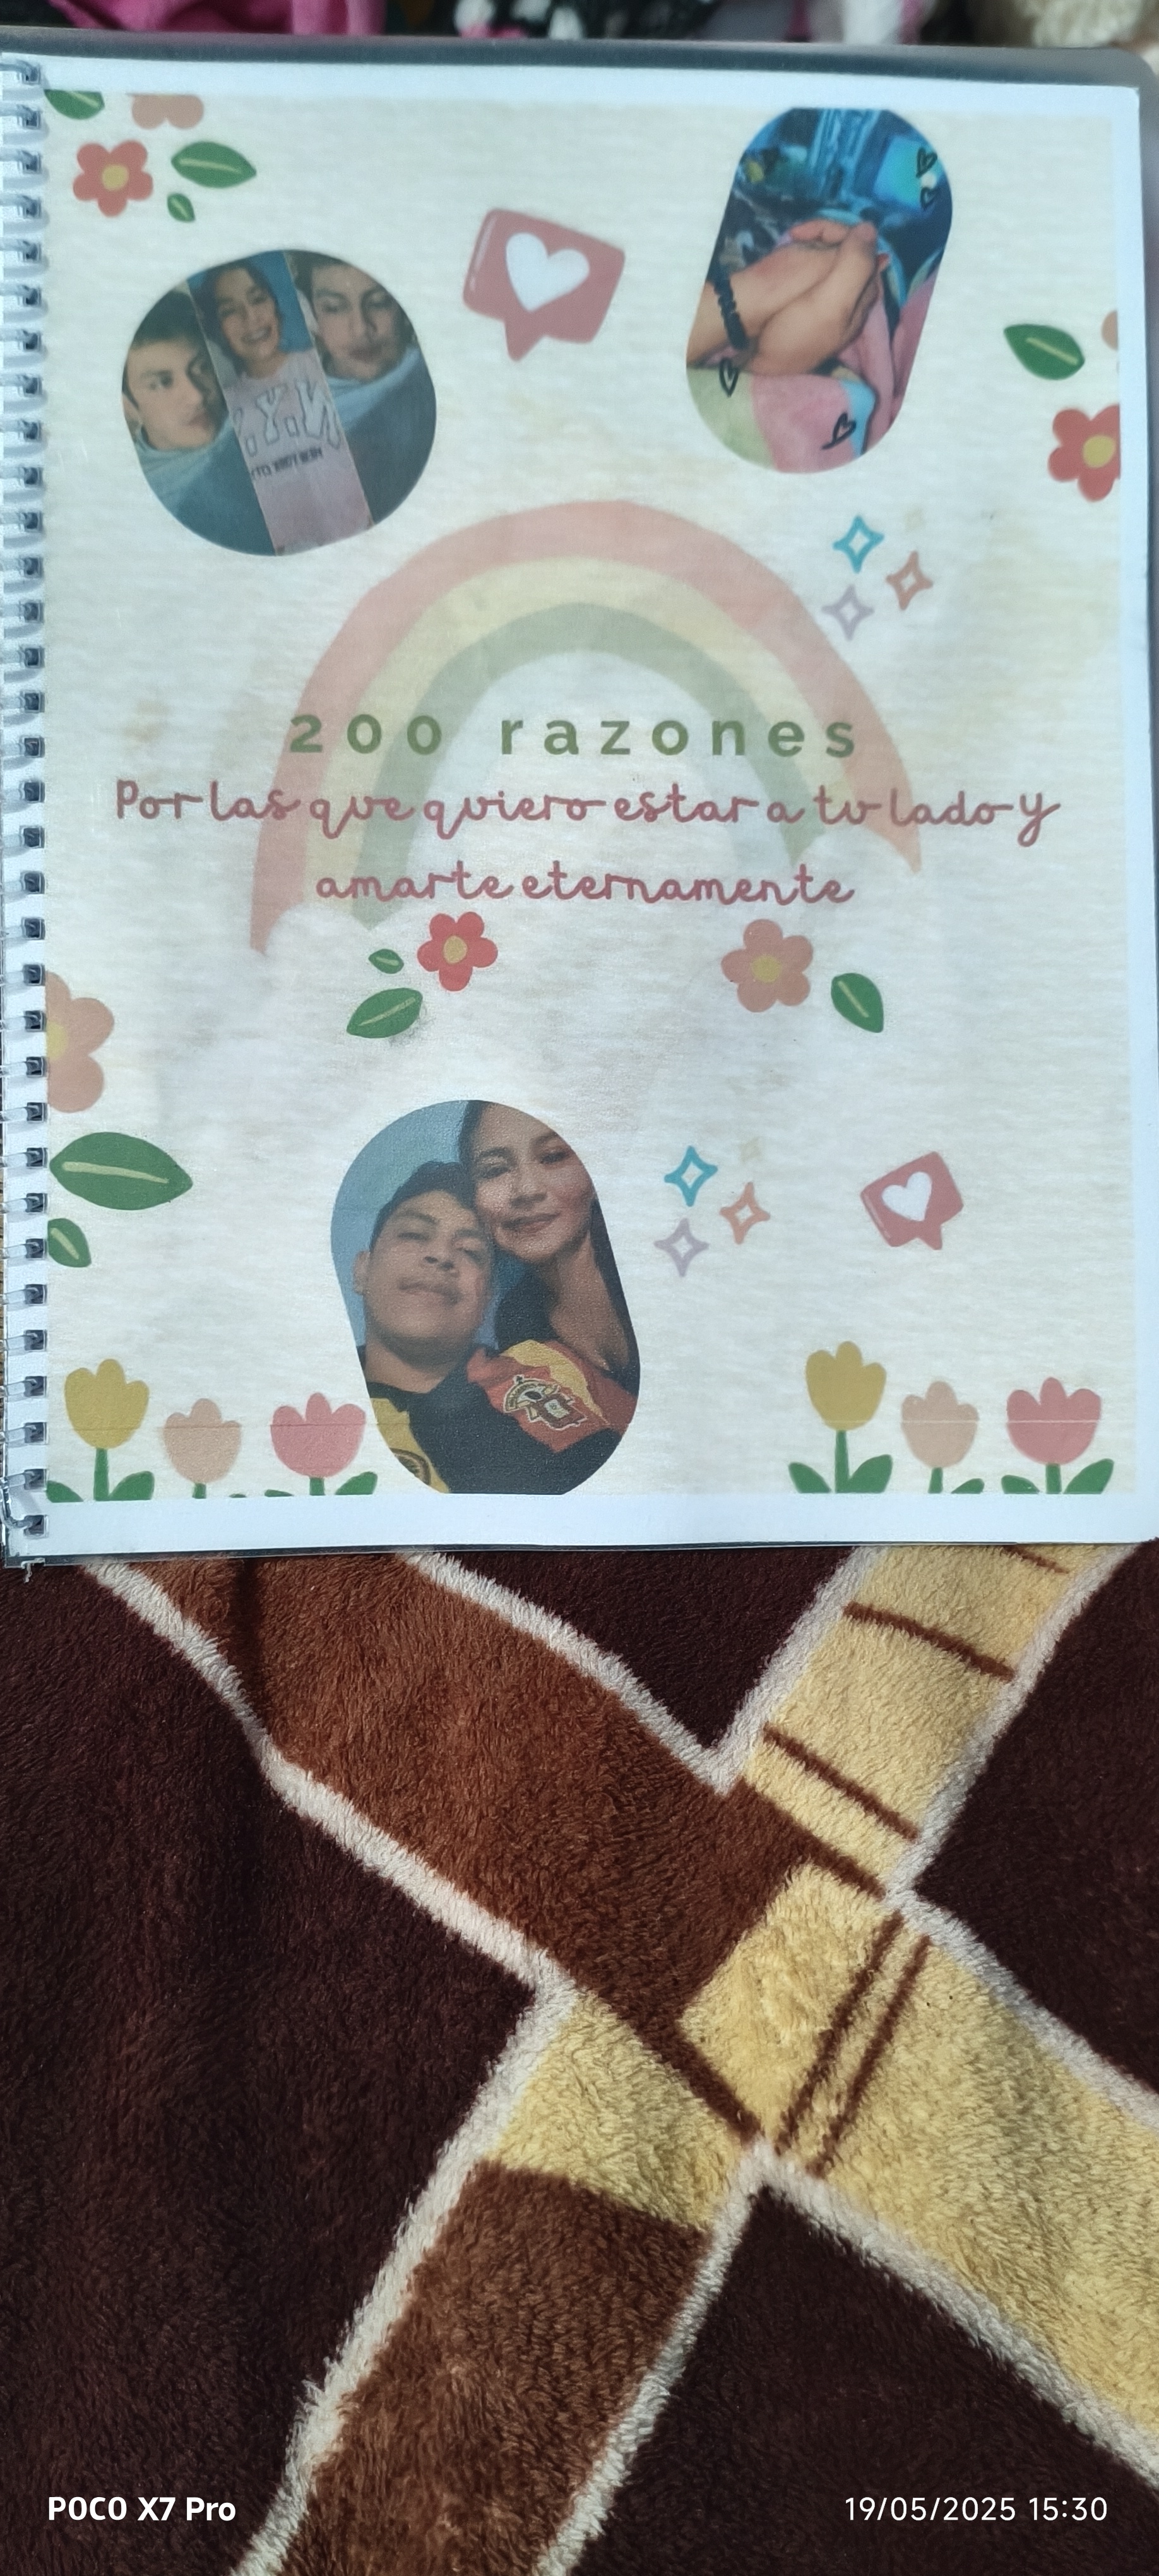 200 razones
Por las que quiero estar a tu lado y
amarte eternamente
POCO X7 Pro
19/05/2025 15:30